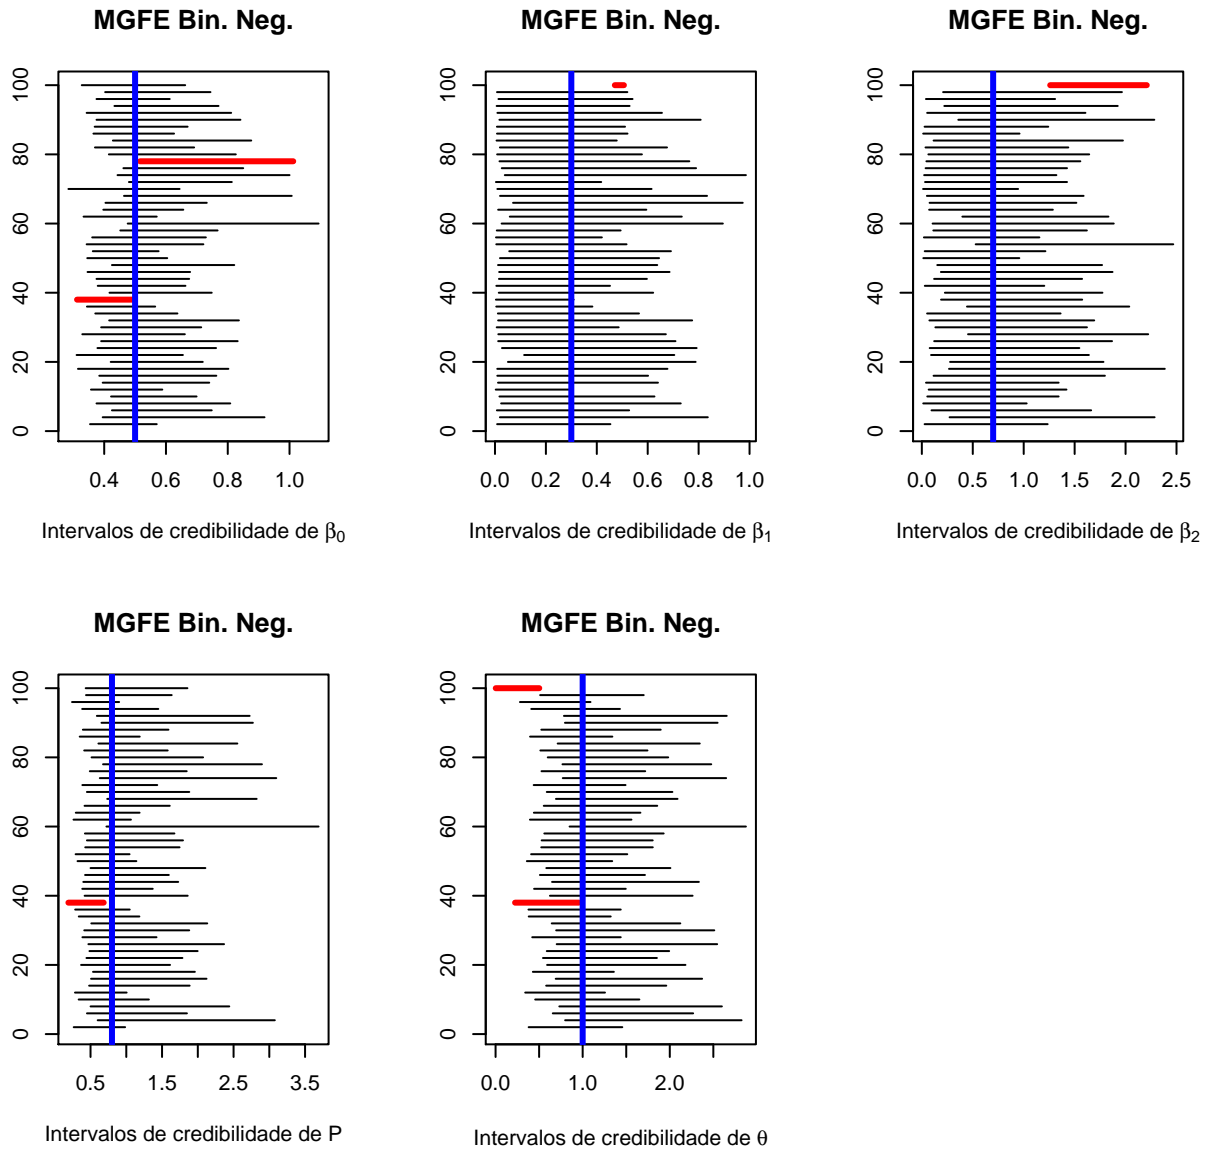 MGFE Bin. Neg. MGFE Bin. Neg. MGFE Bin. Neg.
100 100 100
80 80 80
60 60 60
40 40 40
20 20 20
0 0 0
0.4 0.6 0.8 1.0 0.0 0.2 0.4 0.6 0.8 1.0 0.0 0.5 1.0 1.5 2.0 2.5
Intervalos de credibilidade de β0 Intervalos de credibilidade de β1 Intervalos de credibilidade de β2
MGFE Bin. Neg. MGFE Bin. Neg.
100 100
80 80
60 60
40 40
20 20
0 0
0.5 1.5 2.5 3.5 0.0 1.0 2.0
Intervalos de credibilidade de P Intervalos de credibilidade de θ